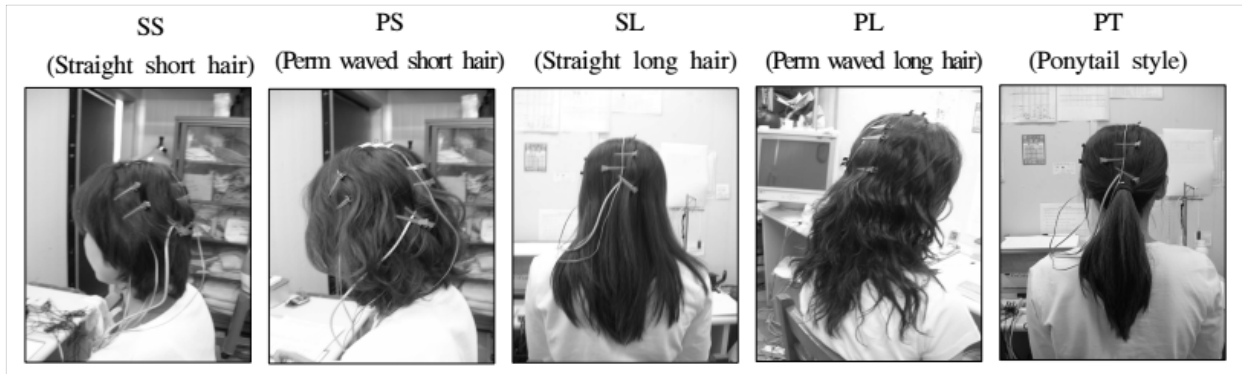 SS
(Straight short hair)
PS
(Perm waved short hair)
SL
(Straight long hair)
PL
(Perm waved long hair)
PT
(Ponytail style)